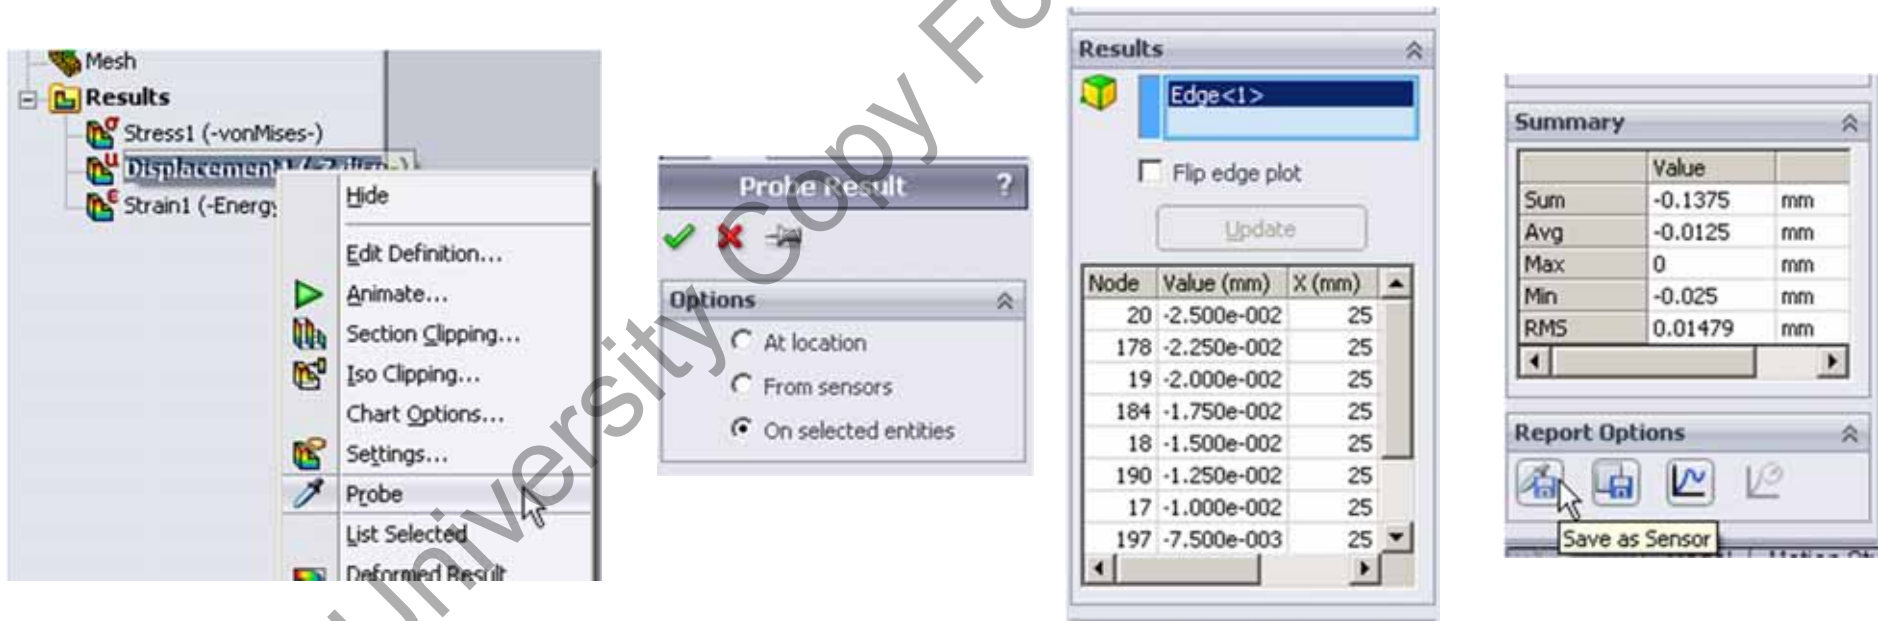 Mesh
Results
Stress1 (-vonMises-)
Displacement1
Strain1 (-Energy
Hide
Edit Definition...
Animate...
Section Clipping...
Iso Clipping...
Chart Options...
Settings...
Probe
List Selected
Deformed Result
Probe Result ?
Options
At location
From sensors
On selected entities
Results
Edge<1>
Flip edge plot
Update
Node Value (mm) X (mm)
20 -2.500e-002 25
178 -2.250e-002 25
19 -2.000e-002 25
184 -1.750e-002 25
18 -1.500e-002 25
190 -1.250e-002 25
17 -1.000e-002 25
197 -7.500e-003 25
Summary
Value
Sum -0.1375 mm
Avg -0.0125 mm
Max 0 mm
Min -0.025 mm
RMS 0.01479 mm
Report Options
Save as Sensor
University Copy